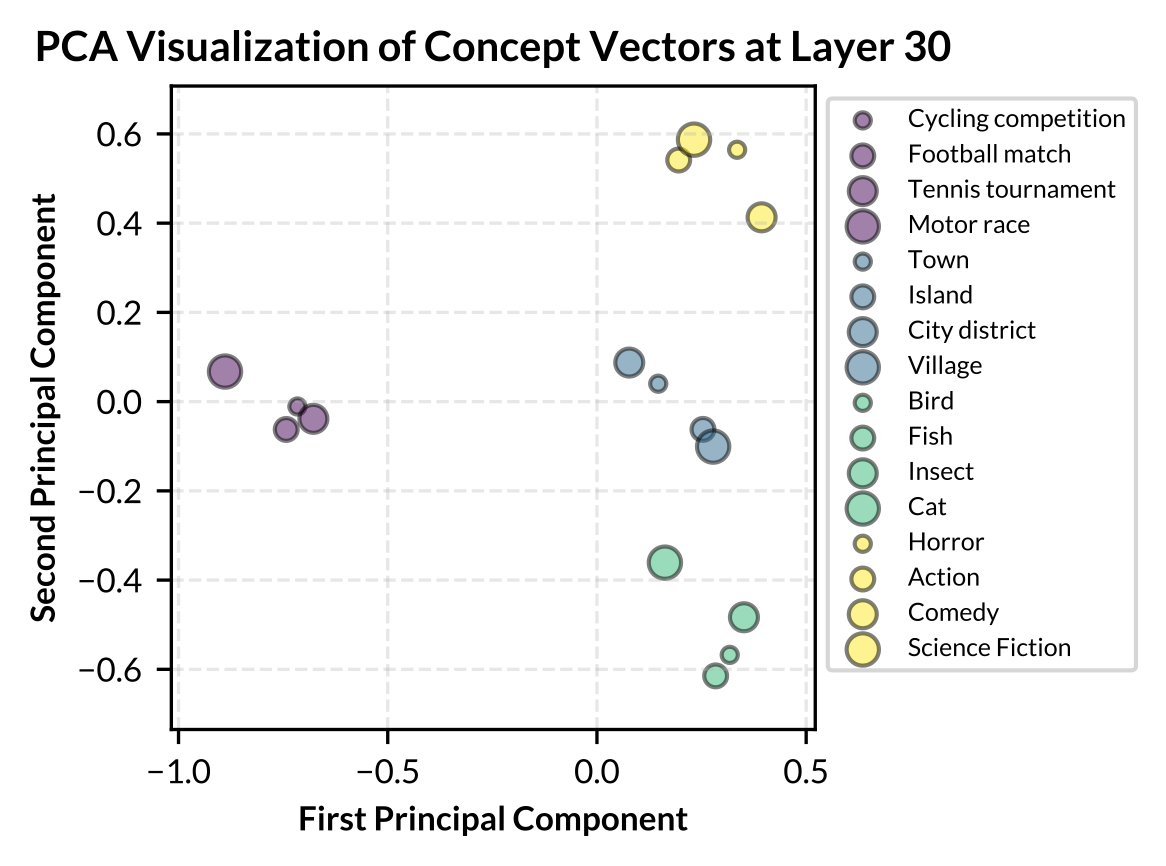 PCA Visualization of Concept Vectors at Layer 30
Second Principal Component
0.6
0.4
0.2
0.0
−0.2
−0.4
−0.6
−1.0
−0.5
0.0
0.5
First Principal Component
Cycling competition
Football match
Tennis tournament
Motor race
Town
Island
City district
Village
Bird
Fish
Insect
Cat
Horror
Action
Comedy
Science Fiction